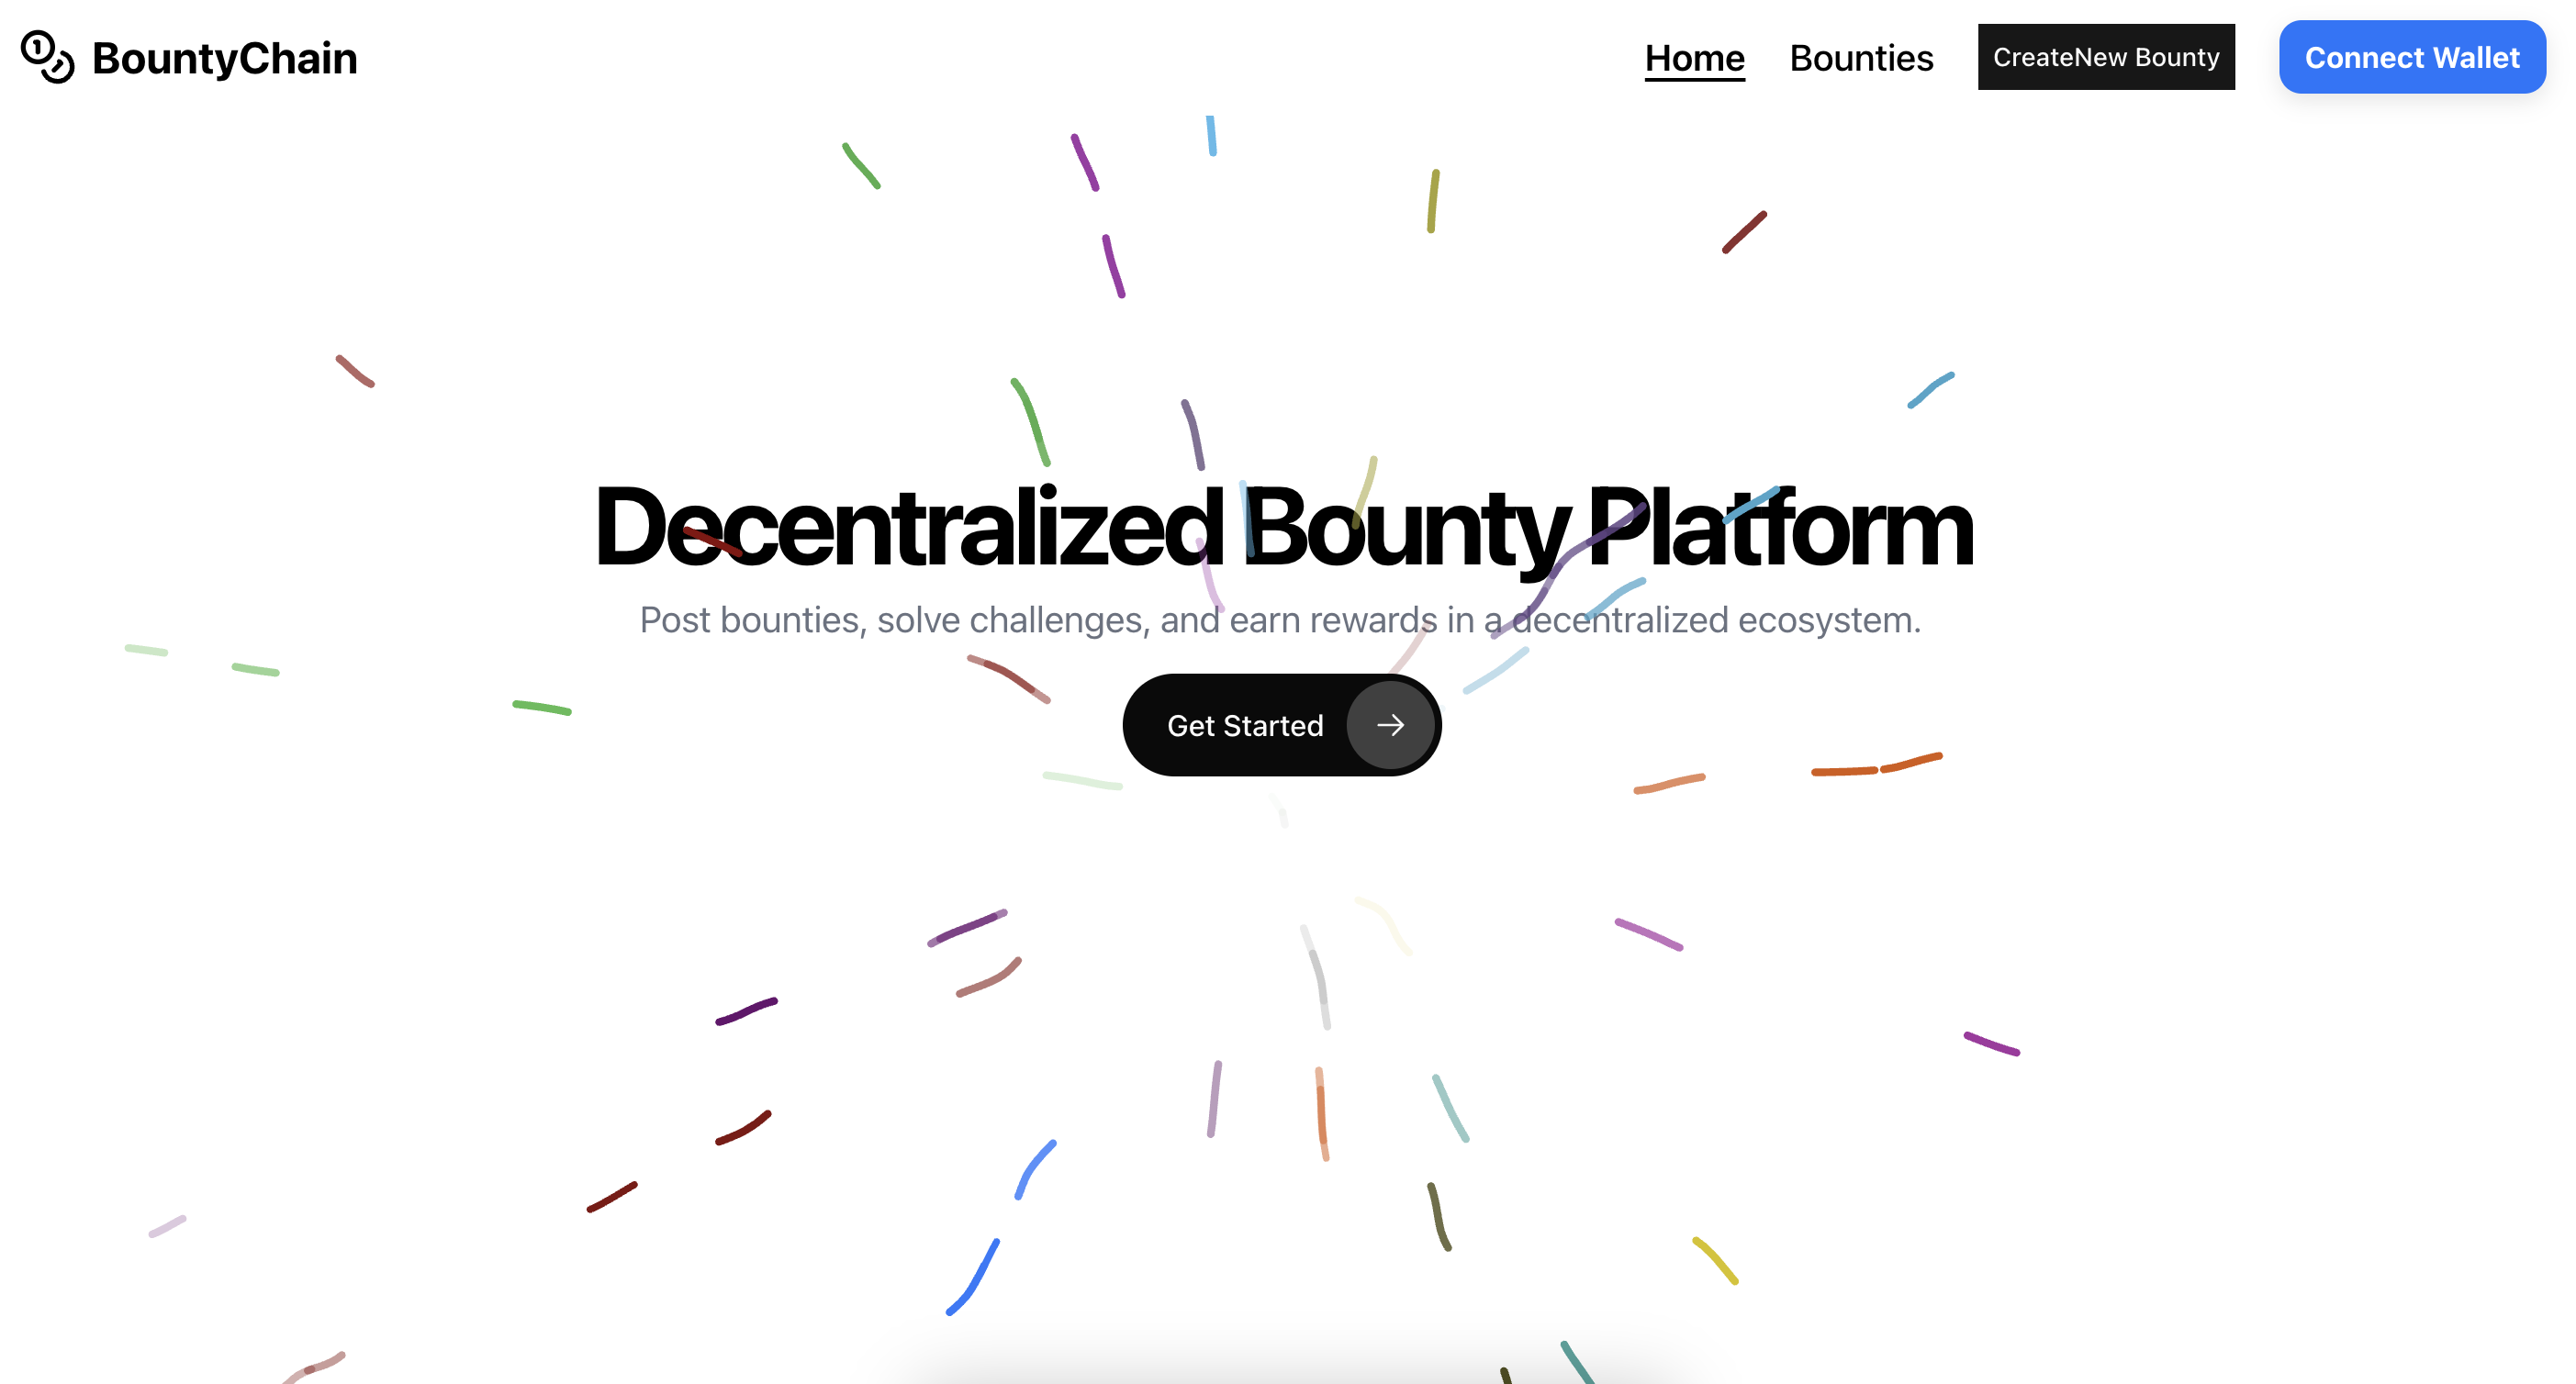 BountyChain
Home
Bounties
CreateNew Bounty
Connect Wallet
Decentralized Bounty Platform
Post bounties, solve challenges, and earn rewards in a decentralized ecosystem.
Get Started